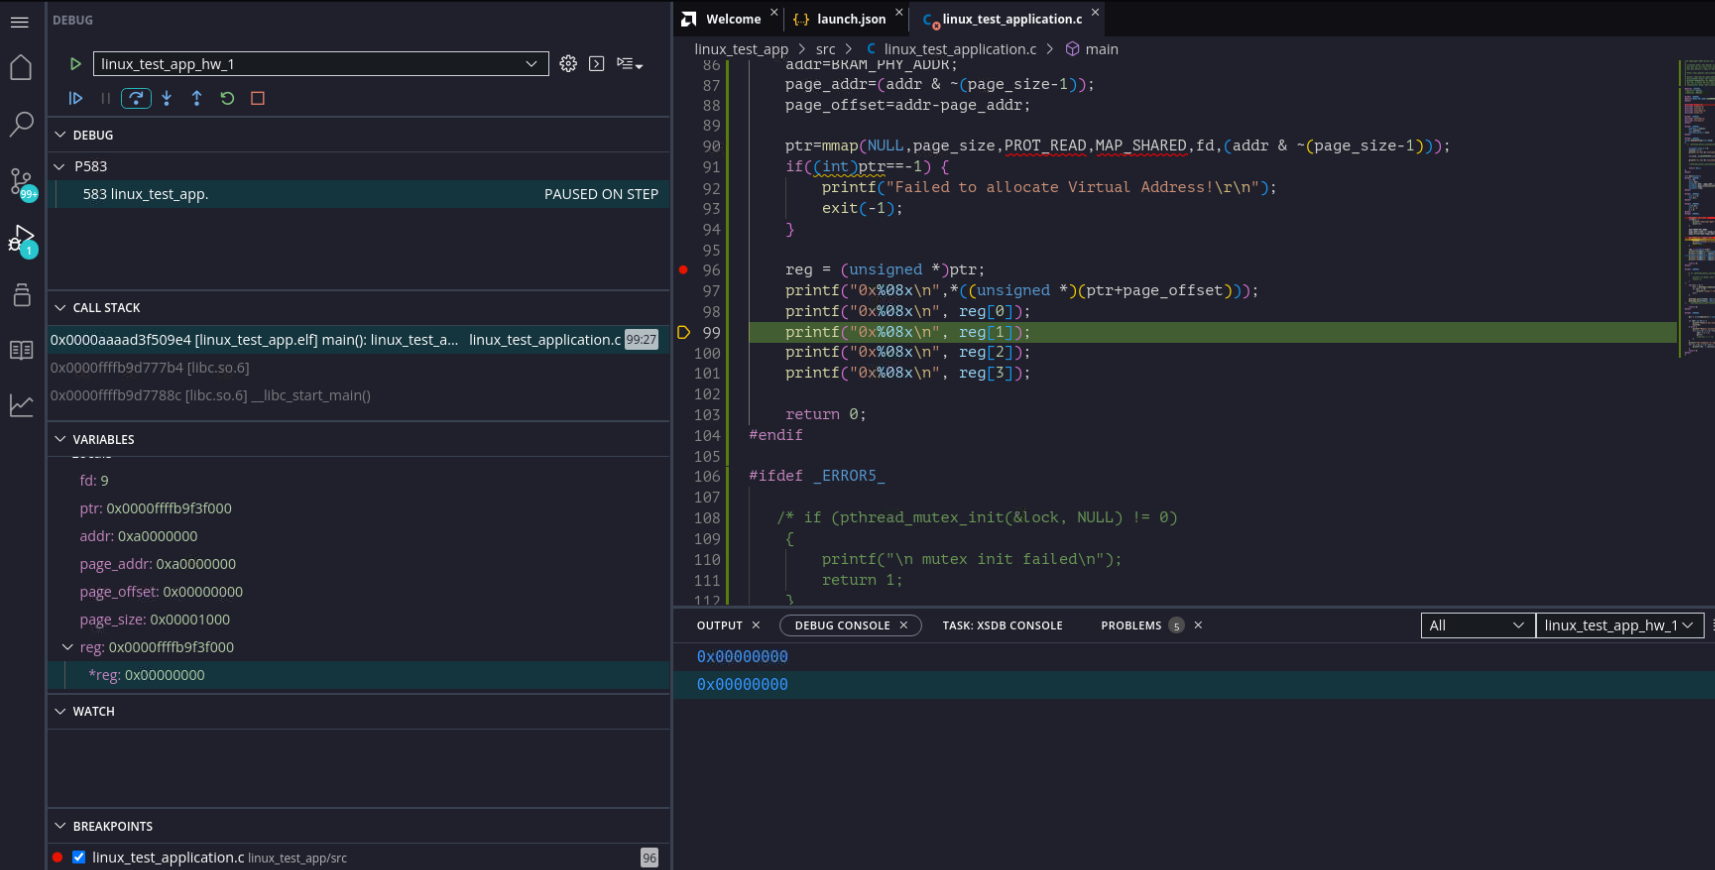 DEBUG
linux_test_app_hw_1
DEBUG
P583
583 linux_test_app. PAUSED ON STEP
CALL STACK
0x0000aaaad3f509e4 [linux_test_app.elf] main(): linux_test_a... linux_test_application.c 99:27
0x0000ffffb9d777b4 [libc.so.6]
0x0000ffffb9d7788c [libc.so.6] __libc_start_main()
VARIABLES
fd: 9
ptr: 0x0000ffffb9f3f000
addr: 0xa0000000
page_addr: 0xa0000000
page_offset: 0x00000000
page_size: 0x00001000
reg: 0x0000ffffb9f3f000
*reg: 0x00000000
WATCH
BREAKPOINTS
linux_test_application.c linux_test_app/src 96
99+
1
Welcome × {..} launch.json × C linux_test_application.c ×
linux_test_app > src > C linux_test_application.c > main
86 addr=BRAM_PHY_ADDR;
87 page_addr=(addr & ~(page_size-1));
88 page_offset=addr-page_addr;
89
90 ptr=mmap(NULL,page_size,PROT_READ,MAP_SHARED,fd,(addr & ~(page_size-1)));
91 if((int)ptr==-1) {
92 printf("Failed to allocate Virtual Address!\r\n");
93 exit(-1);
94 }
95
96 reg = (unsigned *)ptr;
97 printf("0x%08x\n",*((unsigned *)(ptr+page_offset)));
98 printf("0x%08x\n", reg[0]);
99 printf("0x%08x\n", reg[1]);
100 printf("0x%08x\n", reg[2]);
101 printf("0x%08x\n", reg[3]);
102
103 return 0;
104 #endif
105
106 #ifdef _ERROR5_
107
108 /* if (pthread_mutex_init(&lock, NULL) != 0)
109 {
110 printf("\n mutex init failed\n");
111 return 1;
112 }
OUTPUT × DEBUG CONSOLE × TASK: XSDB CONSOLE PROBLEMS 5 × All linux_test_app_hw_1
0x00000000
0x00000000